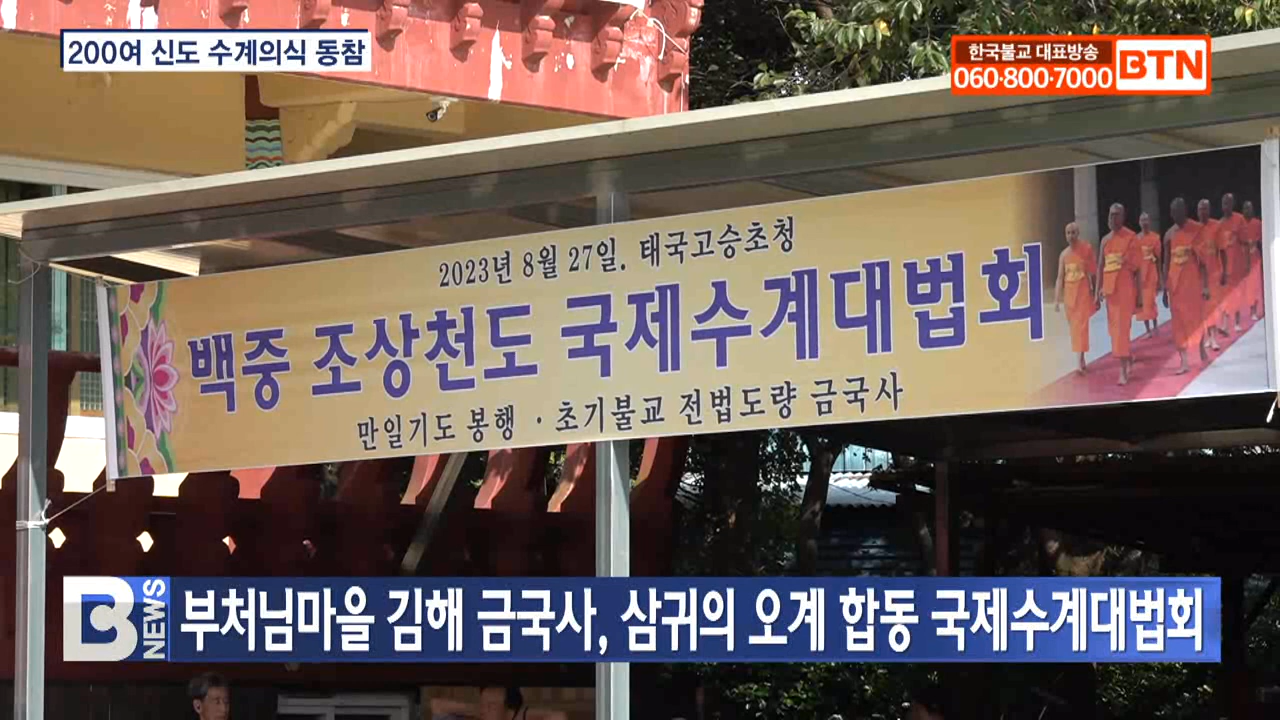 200여 신도 수계의식 동참
한국불교 대표방송
060·800·7000
BTN
2023년 8월 27일. 태국고승초청
백중 조상천도 국제수계대법회
만일기도 봉행 · 초기불교 전법도량 금국사
B NEWS
부처님마을 김해 금국사, 삼귀의 오계 합동 국제수계대법회